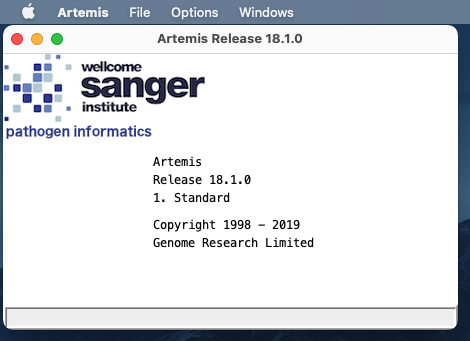 Artemis File Options Windows
Artemis Release 18.1.0
wellcome
sanger
institute
pathogen informatics
Artemis
Release 18.1.0
1. Standard
Copyright 1998 – 2019
Genome Research Limited